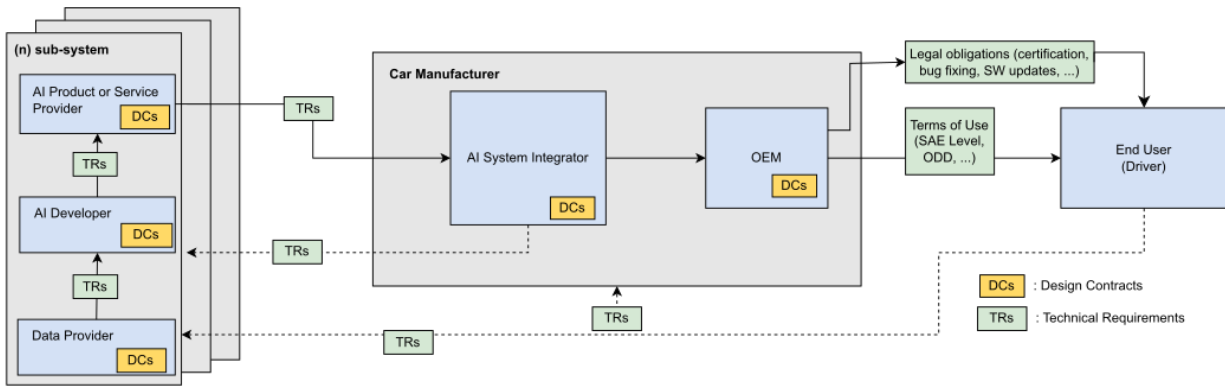 (n) sub-system
AI Product or Service
Provider
DCs
TRs
AI Developer
DCs
TRs
Data Provider
DCs
TRs
Car Manufacturer
AI System Integrator
DCs
OEM
DCs
TRs
TRs
TRs
Legal obligations (certification,
bug fixing, SW updates, ...)
Terms of Use
(SAE Level,
ODD, ...)
End User
(Driver)
DCs : Design Contracts
TRs : Technical Requirements